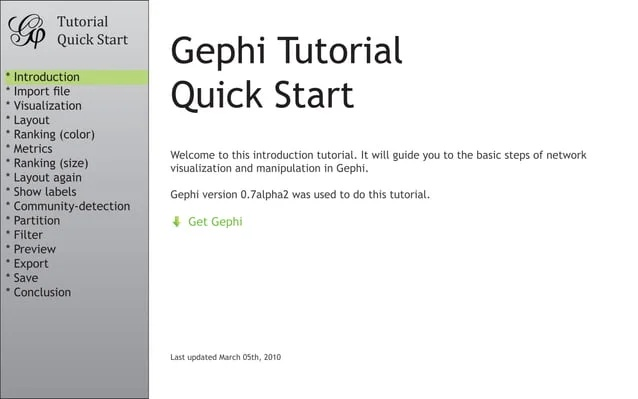 Tutorial
Quick Start
* Introduction
* Import file
* Visualization
* Layout
* Ranking (color)
* Metrics
* Ranking (size)
* Layout again
* Show labels
* Community-detection
* Partition
* Filter
* Preview
* Export
* Save
* Conclusion
Gephi Tutorial
Quick Start
Welcome to this introduction tutorial. It will guide you to the basic steps of network
visualization and manipulation in Gephi.
Gephi version 0.7alpha2 was used to do this tutorial.
Get Gephi
Last updated March 05th, 2010